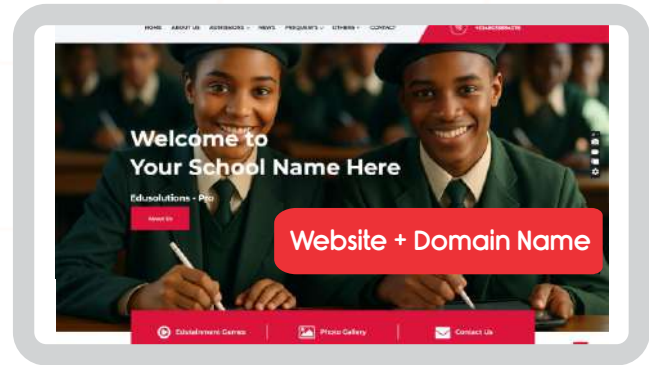 HOME ABOUT US ADMISSIONS NEWS PREQUESTS OTHERS CONTACT
Welcome to
Your School Name Here
Edusolutions - Pro
About Us
Website + Domain Name
Edutainment Games
Photo Gallery
Contact Us